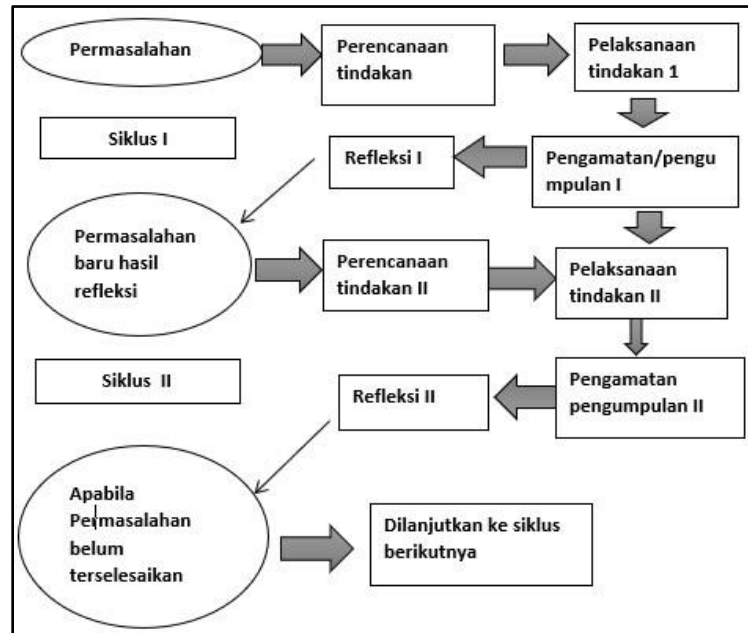 Permasalahan
Perencanaan
tindakan
Pelaksanaan
tindakan 1
Siklus I
Refleksi I
Pengamatan/pengu
mpulan I
Permasalahan
baru hasil
refleksi
Perencanaan
tindakan II
Pelaksanaan
tindakan II
Siklus II
Refleksi II
Pengamatan
pengumpulan II
Apabila
Permasalahan
belum
terselesaikan
Dilanjutkan ke siklus
berikutnya